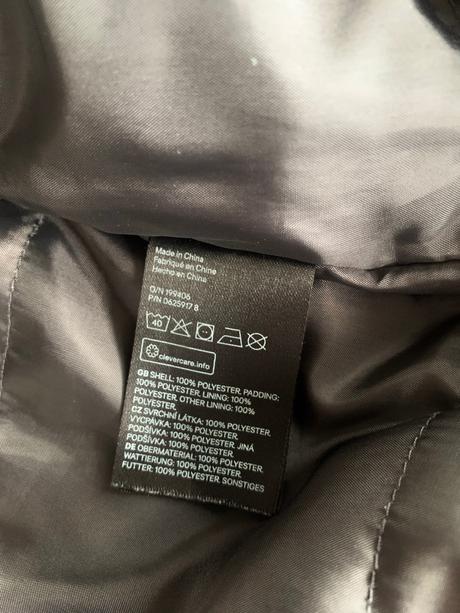 Made in China
Fabriqué en Chine
Hecho en China
O/N 199406
P/N 0625917 8
40
clevercare.info
GB SHELL: 100% POLYESTER. PADDING:
100% POLYESTER. LINING: 100%
POLYESTER. OTHER LINING: 100%
POLYESTER.
CZ SVRCHNÍ LÁTKA: 100% POLYESTER.
VÝCPÁVKA: 100% POLYESTER.
PODŠÍVKA: 100% POLYESTER. JINÁ
PODŠÍVKA: 100% POLYESTER.
DE OBERMATERIAL: 100% POLYESTER.
WATTIERUNG: 100% POLYESTER.
FUTTER: 100% POLYESTER. SONSTIGES